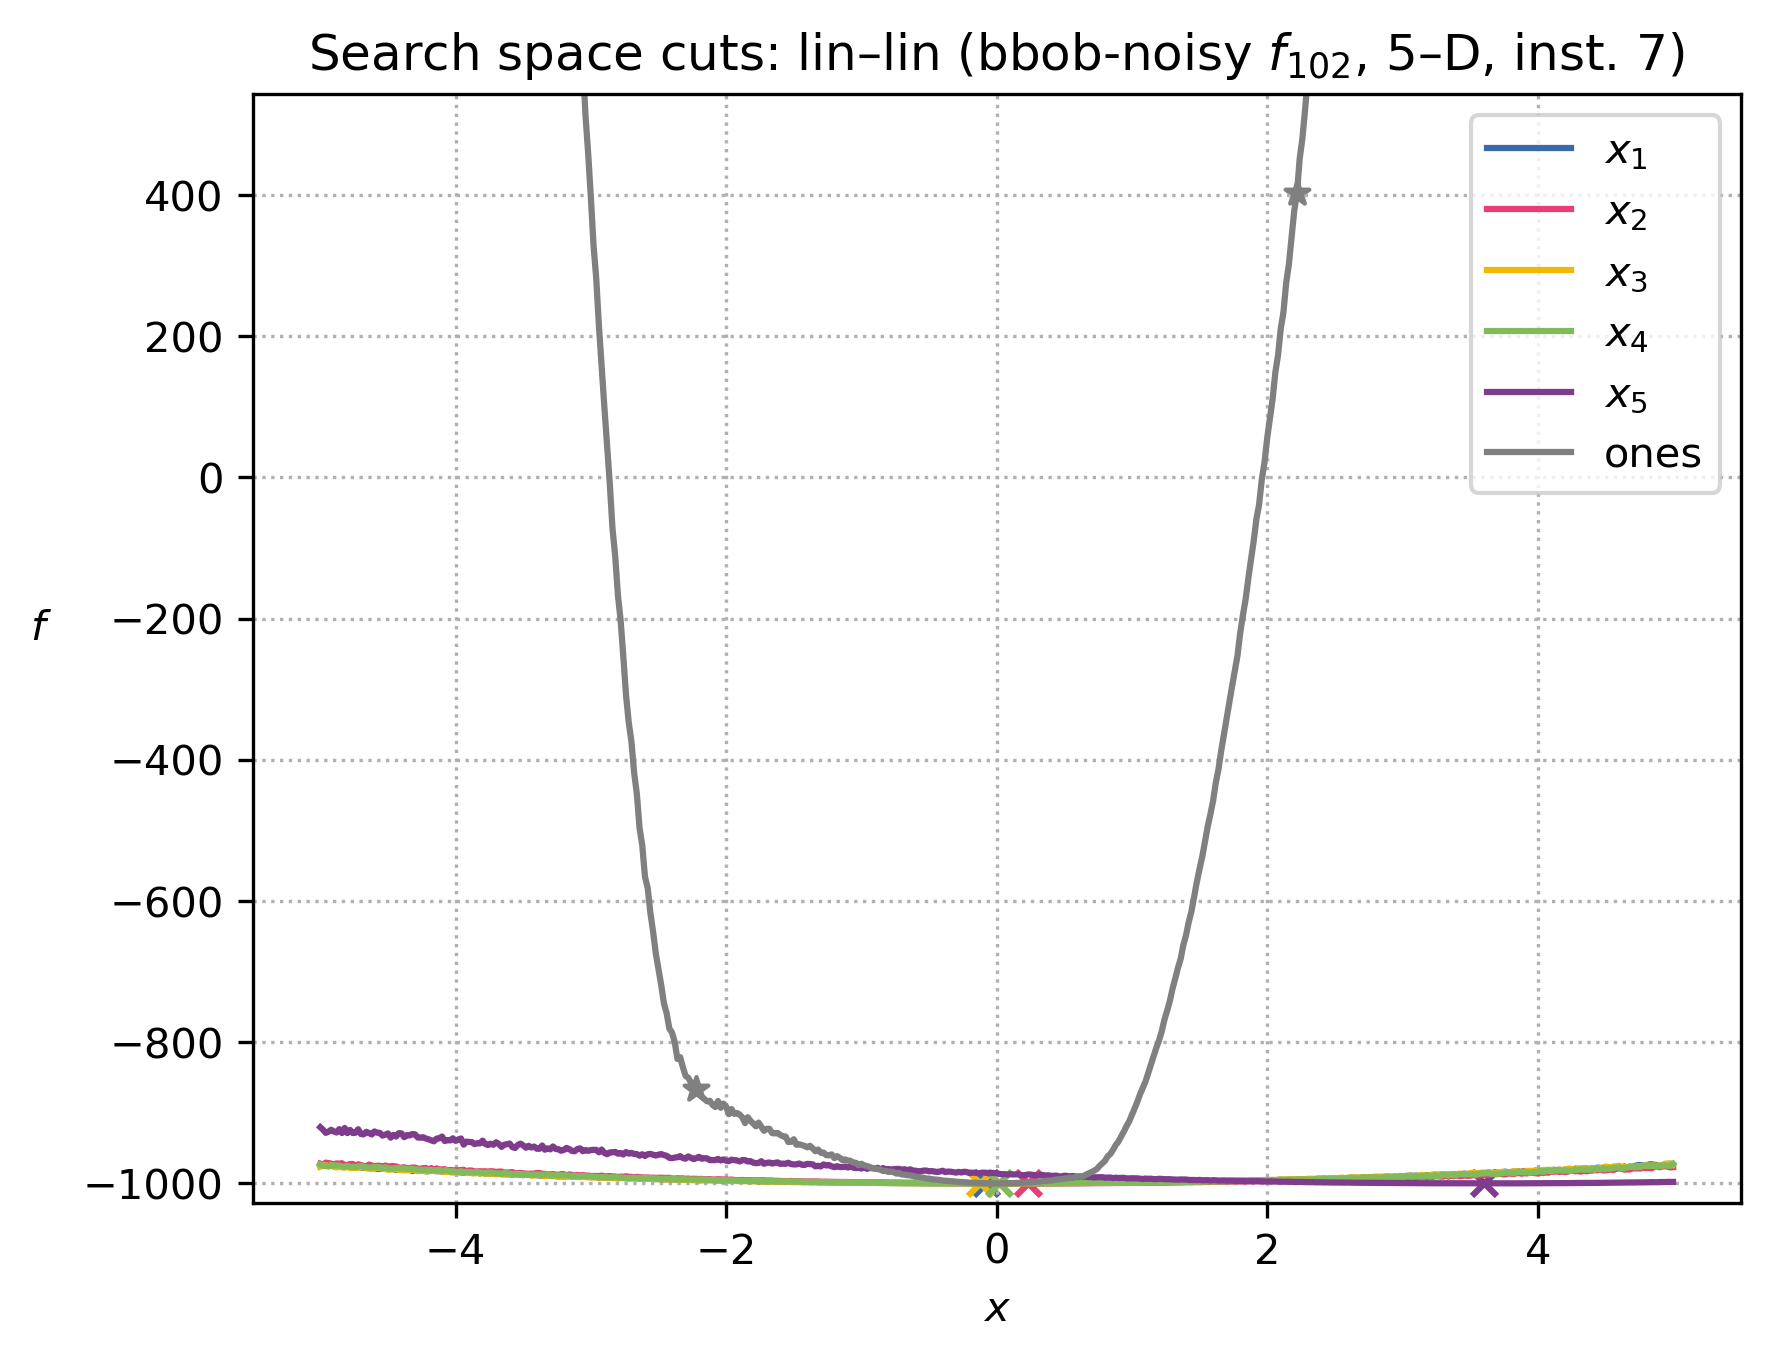 Search space cuts: lin–lin (bbob-noisy f102, 5–D, inst. 7)
x1
x2
x3
x4
x5
ones
400
200
0
−200
−400
−600
−800
−1000
f
−4 −2 0 2 4
x